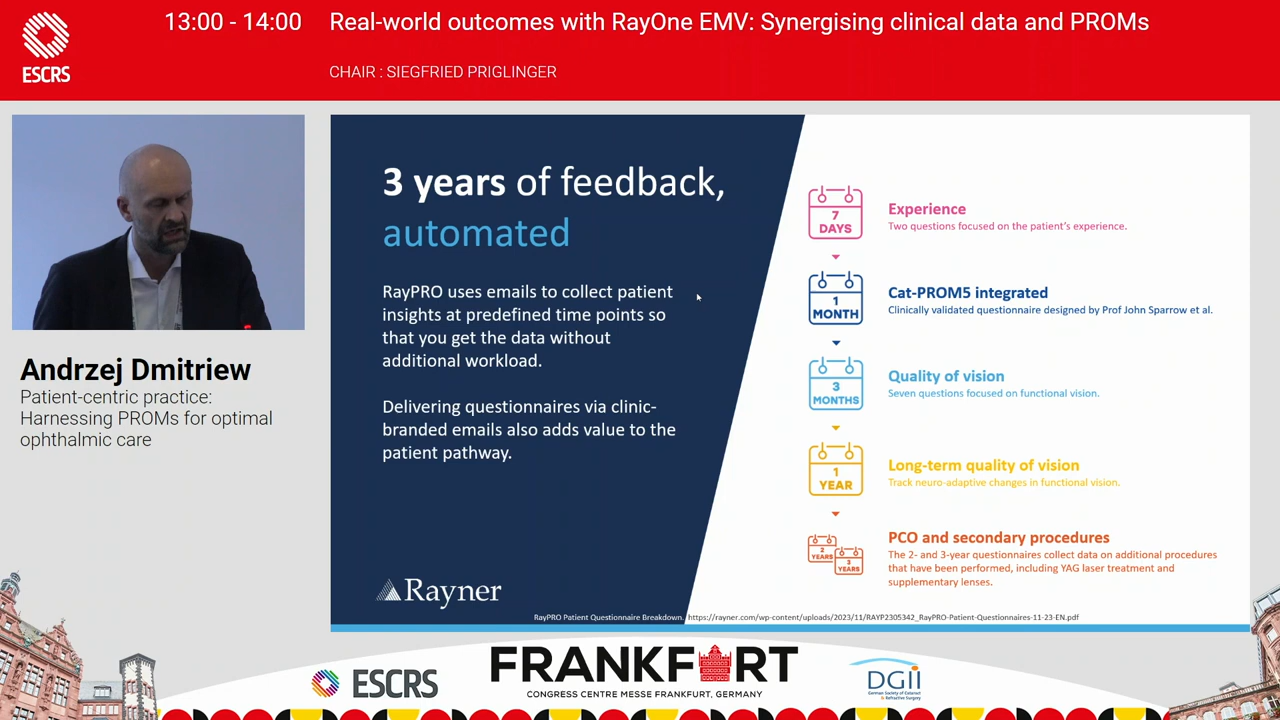 ESCRS
13:00 - 14:00 Real-world outcomes with RayOne EMV: Synergising clinical data and PROMs
CHAIR : SIEGFRIED PRIGLINGER
Andrzej Dmitriew
Patient-centric practice:
Harnessing PROMs for optimal
ophthalmic care
3 years of feedback,
automated
RayPRO uses emails to collect patient
insights at predefined time points so
that you get the data without
additional workload.
Delivering questionnaires via clinic-
branded emails also adds value to the
patient pathway.
Rayner
7
DAYS
Experience
Two questions focused on the patient's experience.
1
MONTH
Cat-PROM5 integrated
Clinically validated questionnaire designed by Prof John Sparrow et al.
3
MONTHS
Quality of vision
Seven questions focused on functional vision.
1
YEAR
Long-term quality of vision
Track neuro-adaptive changes in functional vision.
2
YEARS
3
YEARS
PCO and secondary procedures
The 2- and 3-year questionnaires collect data on additional procedures
that have been performed, including YAG laser treatment and
supplementary lenses.
RayPRO Patient Questionnaire Breakdown. https://rayner.com/wp-content/uploads/2023/11/RAYP2305342_RayPRO-Patient-Questionnaires-11-23-EN.pdf
ESCRS
FRANKFURT
CONGRESS CENTRE MESSE FRANKFURT, GERMANY
DGII
German Society of Cataract
& Refractive Surgery